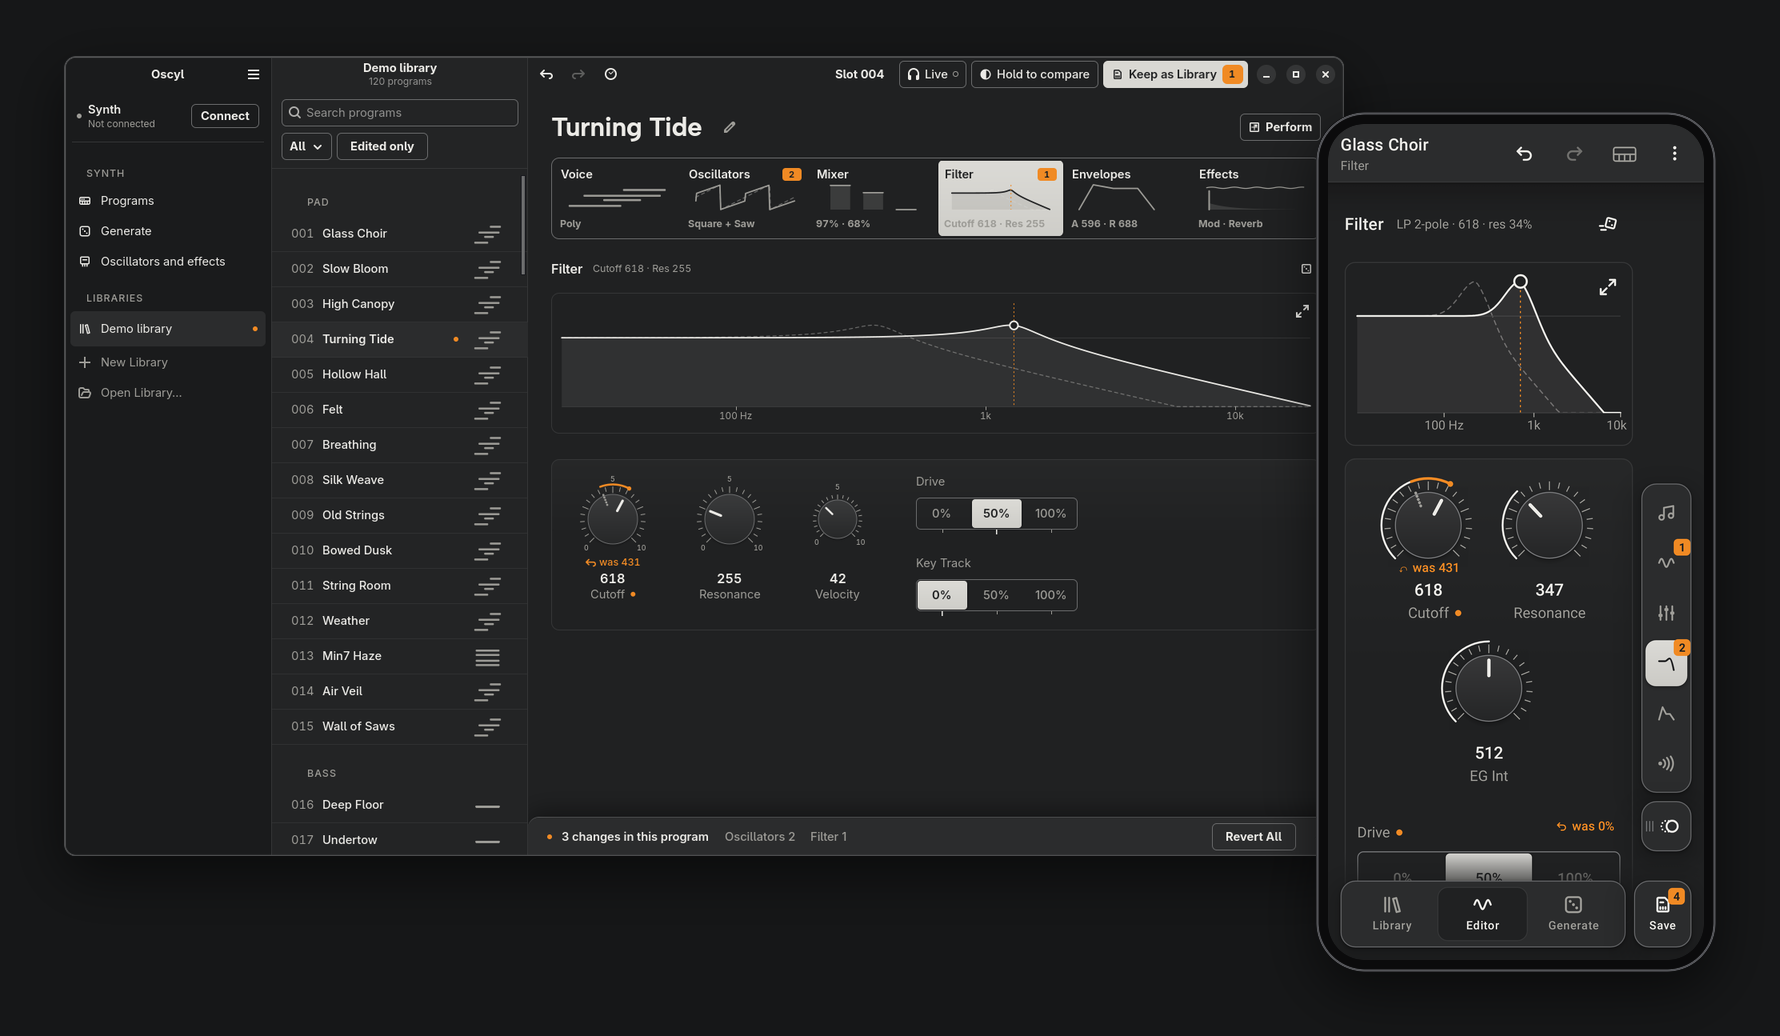 Oscyl
Synth
Not connected
Connect
SYNTH
Programs
Generate
Oscillators and effects
LIBRARIES
Demo library
New Library
Open Library...
Demo library
120 programs
Search programs
All
Edited only
PAD
001 Glass Choir
002 Slow Bloom
003 High Canopy
004 Turning Tide
005 Hollow Hall
006 Felt
007 Breathing
008 Silk Weave
009 Old Strings
010 Bowed Dusk
011 String Room
012 Weather
013 Min7 Haze
014 Air Veil
015 Wall of Saws
BASS
016 Deep Floor
017 Undertow
Slot 004
Live
Hold to compare
Keep as Library 1
Turning Tide
Perform
Voice
Poly
Oscillators 2
Square + Saw
Mixer
97% · 68%
Filter 1
Cutoff 618 · Res 255
Envelopes
A 596 · R 688
Effects
Mod · Reverb
Filter Cutoff 618 · Res 255
100 Hz 1k 10k
5
0 10
was 431
618
Cutoff
5
0 10
255
Resonance
5
0 10
42
Velocity
Drive
0% 50% 100%
Key Track
0% 50% 100%
3 changes in this program Oscillators 2 Filter 1
Revert All
Glass Choir
Filter
Filter LP 2-pole · 618 · res 34%
100 Hz 1k 10k
was 431
618
Cutoff
347
Resonance
512
EG Int
1
2
Drive
was 0%
0% 50% 100%
Library
Editor
Generate
4
Save